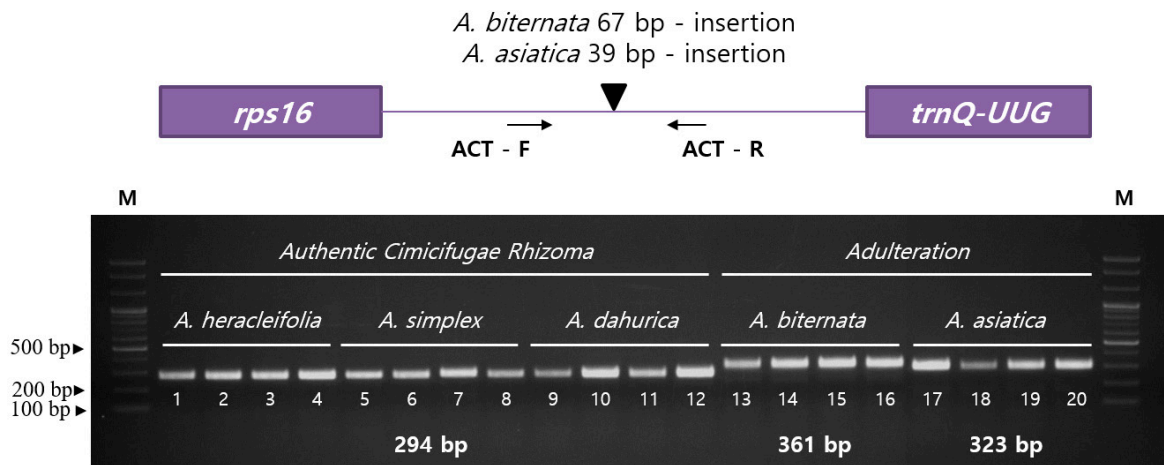 A. biternata 67 bp - insertion
A. asiatica 39 bp - insertion
rps16
trnQ-UUG
ACT - F
ACT - R
M
M
Authentic Cimicifugae Rhizoma
Adulteration
A. heracleifolia
A. simplex
A. dahurica
A. biternata
A. asiatica
500 bp
200 bp
100 bp
1 2 3 4 5 6 7 8 9 10 11 12 13 14 15 16 17 18 19 20
294 bp
361 bp
323 bp